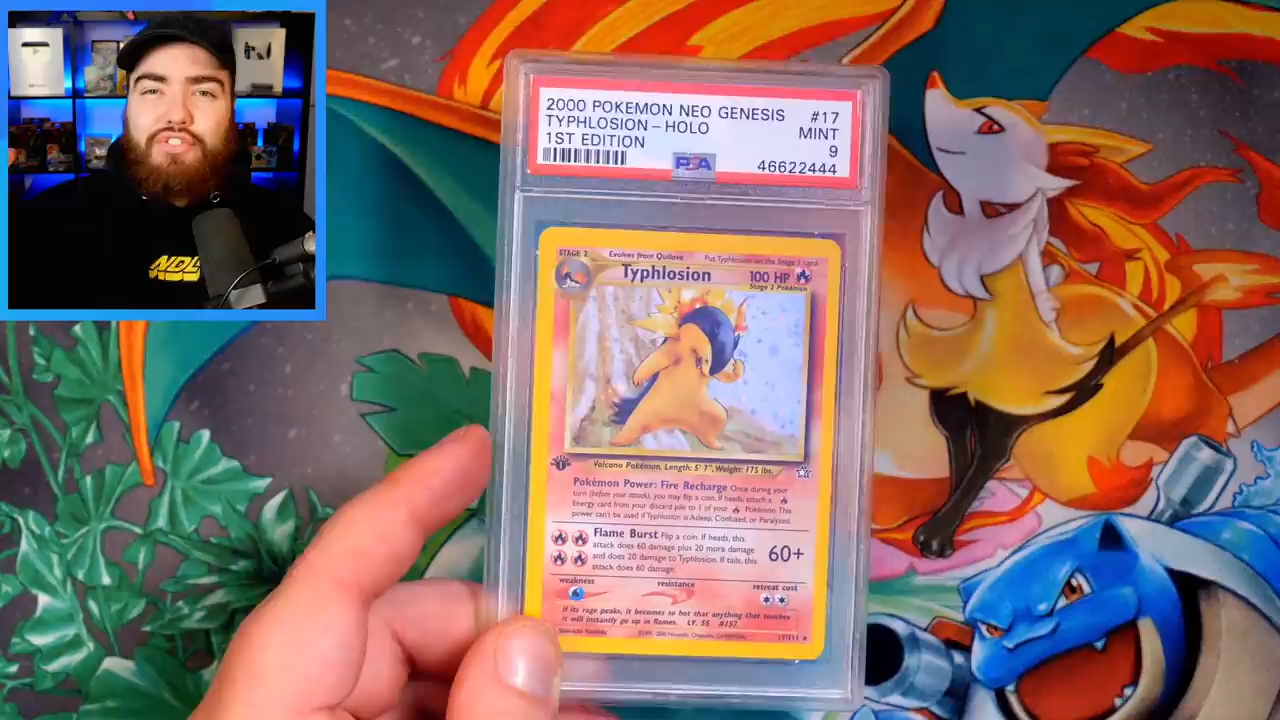 NDL
2000 POKEMON NEO GENESIS #17
TYPHLOSION - HOLO MINT
1ST EDITION 9
PSA
46622444
STAGE 2 Evolves from Quilava Put Typhlosion on the Stage 1 card
Typhlosion 100 HP
Stage 2 Pokémon
1
Volcano Pokémon. Length: 5' 7", Weight: 175 lbs.
Pokémon Power: Fire Recharge Once during your
turn (before your attack), you may flip a coin. If heads, attach a
Energy card from your discard pile to 1 of your Pokémon. This
power can't be used if Typhlosion is Asleep, Confused, or Paralyzed.
Flame Burst Flip a coin. If heads, this
attack does 60 damage plus 20 more damage
and does 20 damage to Typhlosion. If tails, this
attack does 60 damage.
60+
weakness resistance retreat cost
If its rage peaks, it becomes so hot that anything that touches
it will instantly go up in flames. LV. 55 #157
17/111